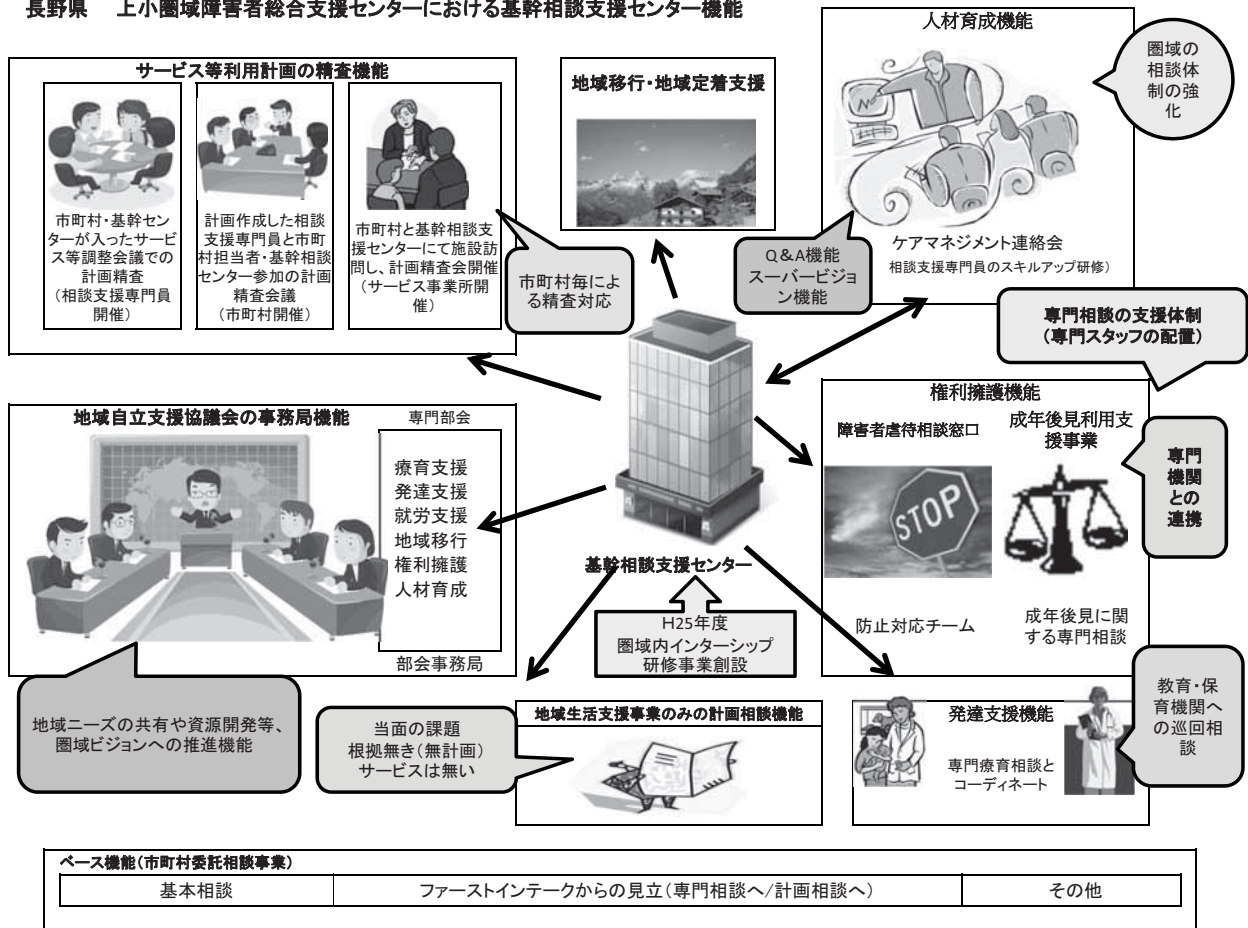 長野県　上小圏域障害者総合支援センターにおける基幹相談支援センター機能
サービス等利用計画の精査機能
市町村・基幹セン
ターが入ったサービ
ス等調整会議での
計画精査
（相談支援専門員
開催）
計画作成した相談
支援専門員と市町
村担当者・基幹相談
センター参加の計画
精査会議
（市町村開催）
市町村と基幹相談支
援センターにて施設訪
問し、計画精査会開催
（サービス事業所開
催）
市町村毎によ
る精査対応
地域移行・地域定着支援
人材育成機能
圏域の
相談体
制の強
化
Q&A機能
スーパービジョ
ン機能
ケアマネジメント連絡会
相談支援専門員のスキルアップ研修）
専門相談の支援体制
（専門スタッフの配置）
地域自立支援協議会の事務局機能
専門部会
療育支援
発達支援
就労支援
地域移行
権利擁護
人材育成
部会事務局
地域ニーズの共有や資源開発等、
圏域ビジョンへの推進機能
基幹相談支援センター
H25年度
圏域内インターシップ
研修事業創設
権利擁護機能
障害者虐待相談窓口
STOP
防止対応チーム
成年後見利用支
援事業
成年後見に関
する専門相談
専門
機関
との
連携
当面の課題
根拠無き（無計画）
サービスは無い
地域生活支援事業のみの計画相談機能
発達支援機能
専門療育相談と
コーディネート
教育・保
育機関へ
の巡回相
談
ベース機能（市町村委託相談事業）
基本相談
ファーストインテークからの見立（専門相談へ/計画相談へ）
その他